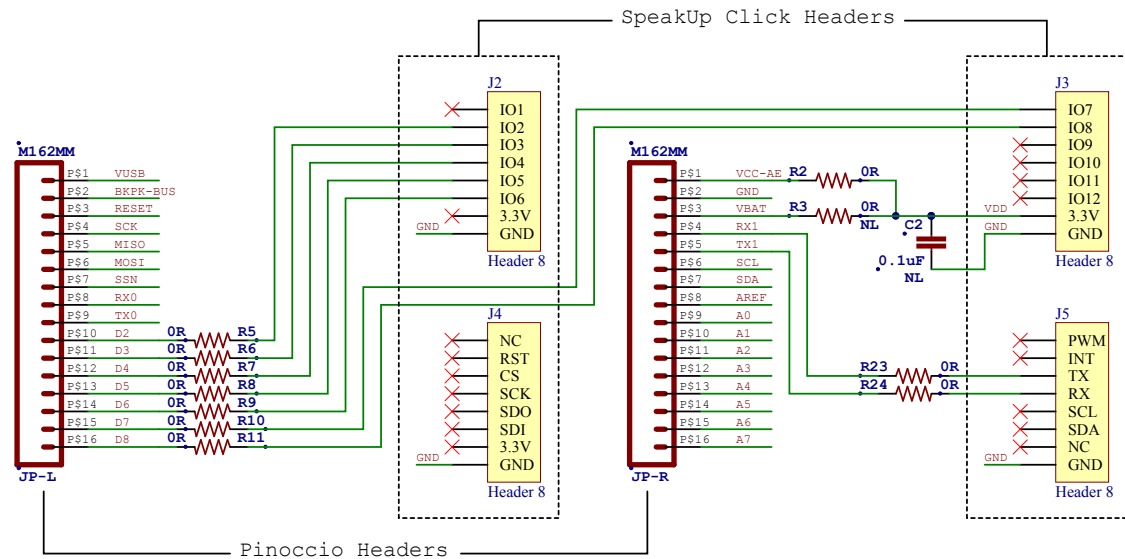 SpeakUp Click Headers
J2
IO1
IO2
IO3
IO4
IO5
IO6
3.3V
GND
GND
Header 8
J3
IO7
IO8
IO9
IO10
IO11
IO12
VDD 3.3V
GND GND
Header 8
M162MM
P$1 VUSB
P$2 BKPK-BUS
P$3 RESET
P$4 SCK
P$5 MISO
P$6 MOSI
P$7 SSN
P$8 RX0
P$9 TX0
P$10 D2 0R R5
P$11 D3 0R R6
P$12 D4 0R R7
P$13 D5 0R R8
P$14 D6 0R R9
P$15 D7 0R R10
P$16 D8 0R R11
JP-L
J4
NC
RST
CS
SCK
SDO
SDI
3.3V
GND GND
Header 8
M162MM
P$1 VCC-AE R2 0R
P$2 GND
P$3 VBAT R3 0R
NL
P$4 RX1
P$5 TX1
P$6 SCL
P$7 SDA
P$8 AREF
P$9 A0
P$10 A1
P$11 A2
P$12 A3
P$13 A4
P$14 A5
P$15 A6
P$16 A7
JP-R
C2
0.1uF
NL
R23 0R
R24 0R
J5
PWM
INT
TX
RX
SCL
SDA
NC
GND GND
Header 8
Pinoccio Headers